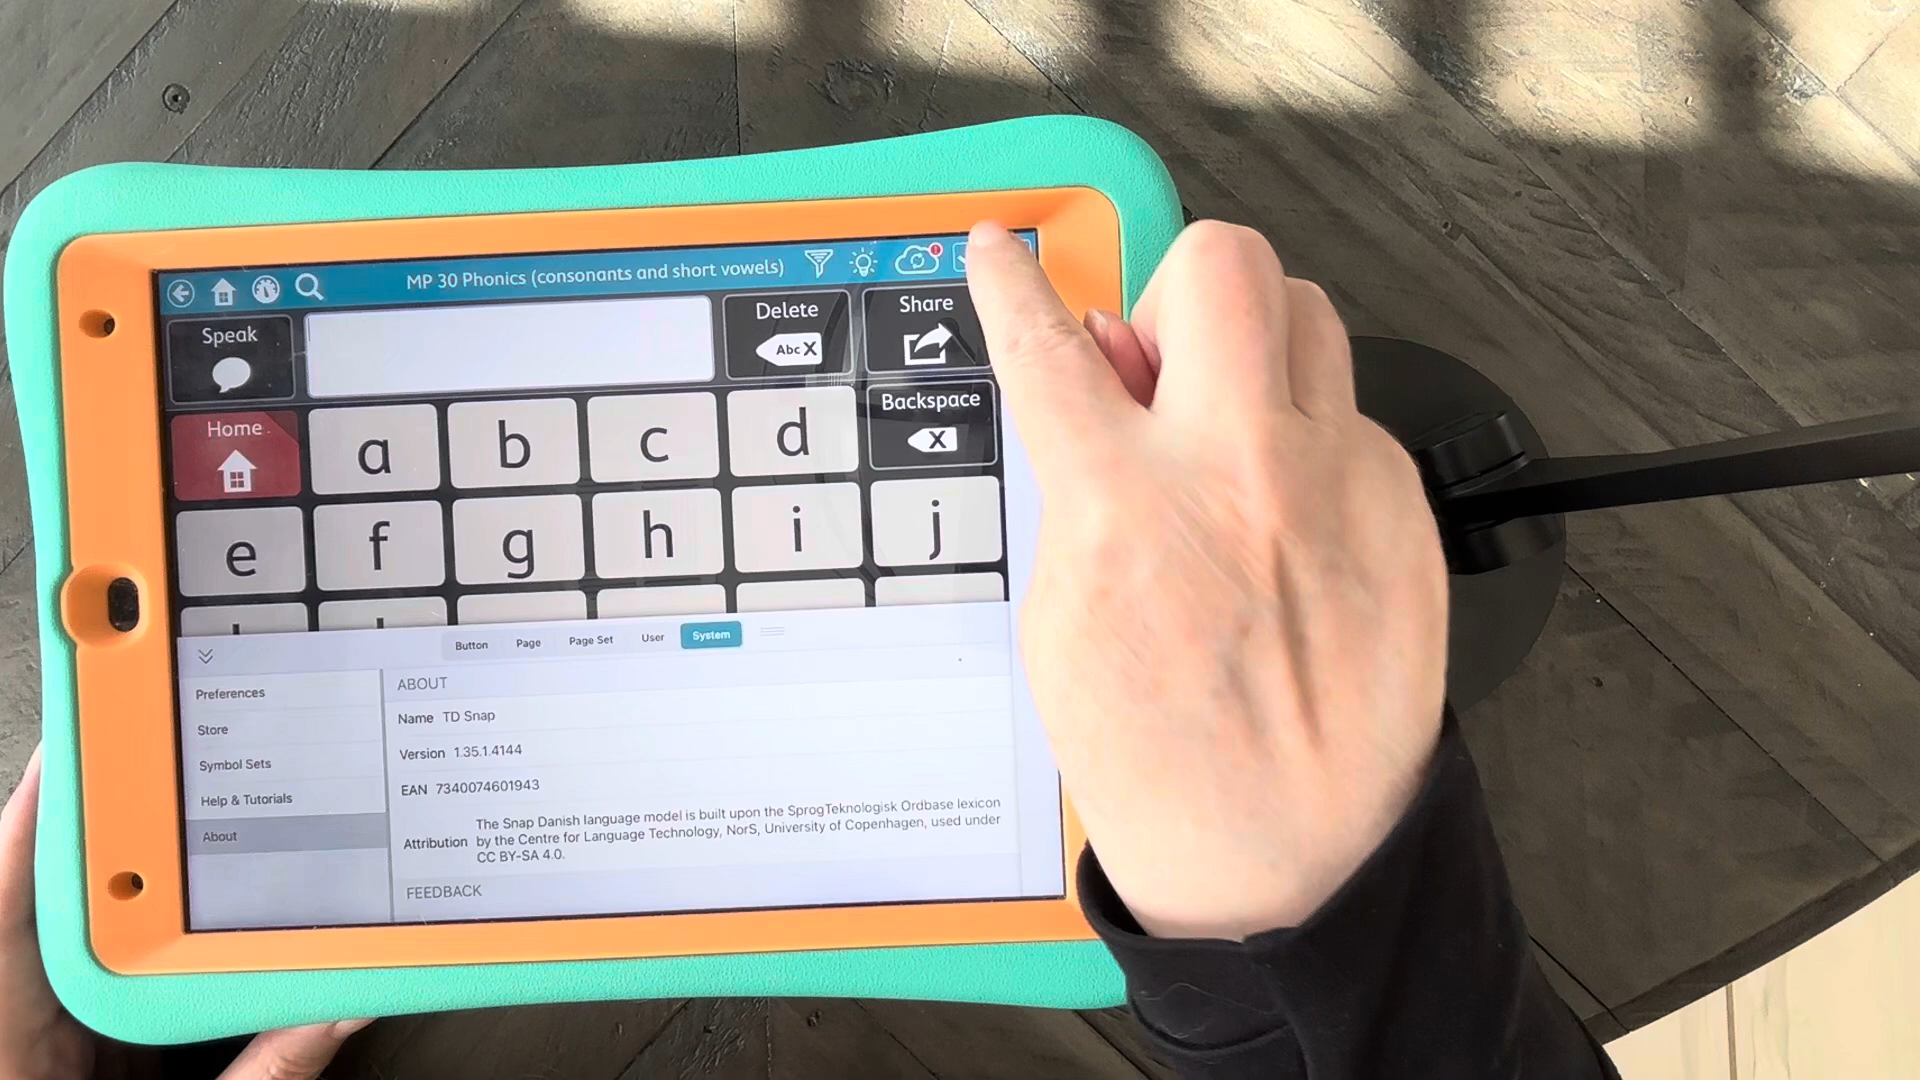 MP 30 Phonics (consonants and short vowels)
Speak
Delete
Abc X
Share
Home
a
b
c
d
Backspace
X
e
f
g
h
i
j
Button Page Page Set User System
Preferences
Store
Symbol Sets
Help & Tutorials
About
ABOUT
Name TD Snap
Version 1.35.1.4144
EAN 7340074601943
Attribution The Snap Danish language model is built upon the SprogTeknologisk Ordbase lexicon
by the Centre for Language Technology, NorS, University of Copenhagen, used under
CC BY-SA 4.0.
FEEDBACK